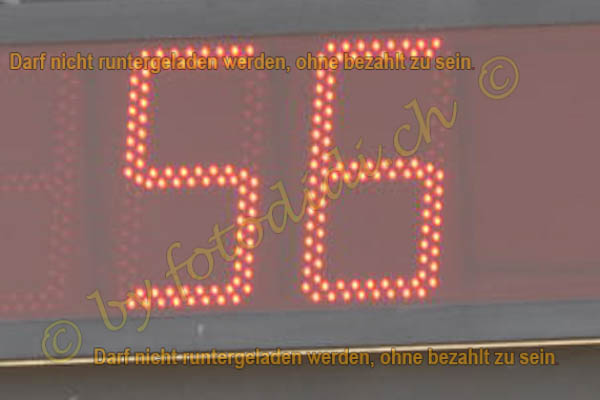 Darf nicht runtergeladen werden, ohne bezahlt zu sein.
56
© by fotodidi.ch ©
Darf nicht runtergeladen werden, ohne bezahlt zu sein.